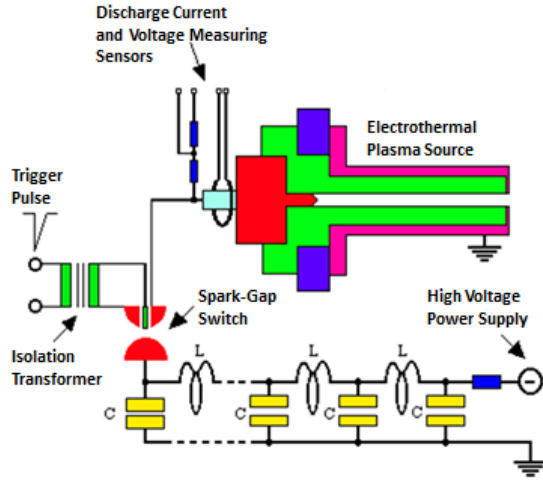 Discharge Current
and Voltage Measuring
Sensors
Electrothermal
Plasma Source
Trigger
Pulse
Spark-Gap
Switch
High Voltage
Power Supply
Isolation
Transformer
L
L
L
C
C
C
C